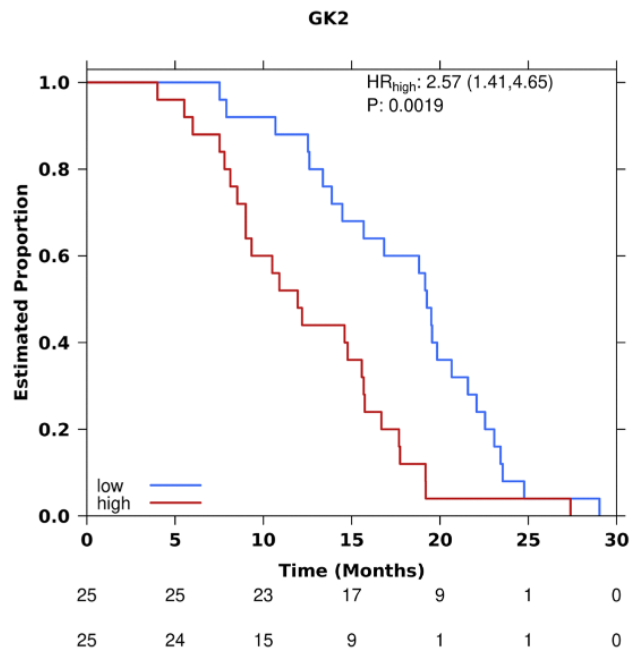 GK2
HRhigh: 2.57 (1.41,4.65)
P: 0.0019
1.0
0.8
0.6
0.4
0.2
0.0
Estimated Proportion
low
high
0 5 10 15 20 25 30
Time (Months)
25 25 23 17 9 1 0
25 24 15 9 1 1 0